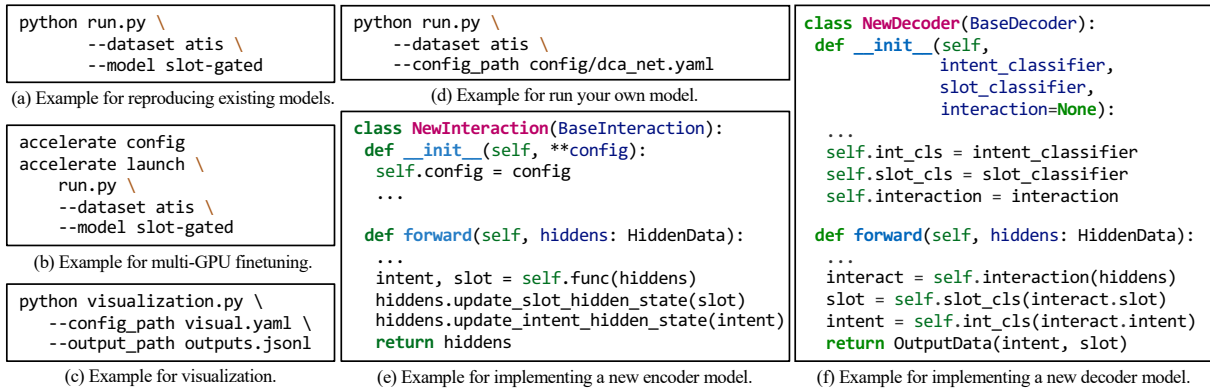 python run.py \
--dataset atis \
--model slot-gated
(a) Example for reproducing existing models.
accelerate config
accelerate launch \
run.py \
--dataset atis \
--model slot-gated
(b) Example for multi-GPU finetuning.
python visualization.py \
--config_path visual.yaml \
--output_path outputs.jsonl
(c) Example for visualization.
python run.py \
--dataset atis \
--config_path config/dca_net.yaml
(d) Example for run your own model.
class NewInteraction(BaseInteraction):
def __init__(self, **config):
self.config = config
...
def forward(self, hiddens: HiddenData):
...
intent, slot = self.func(hiddens)
hiddens.update_slot_hidden_state(slot)
hiddens.update_intent_hidden_state(intent)
return hiddens
(e) Example for implementing a new encoder model.
class NewDecoder(BaseDecoder):
def __init__(self,
intent_classifier,
slot_classifier,
interaction=None):
...
self.int_cls = intent_classifier
self.slot_cls = slot_classifier
self.interaction = interaction
def forward(self, hiddens: HiddenData):
...
interact = self.interaction(hiddens)
slot = self.slot_cls(interact.slot)
intent = self.int_cls(interact.intent)
return OutputData(intent, slot)
(f) Example for implementing a new decoder model.